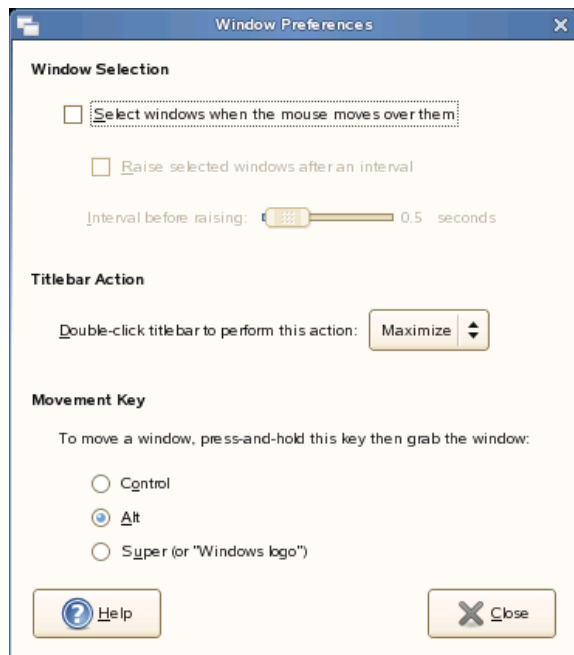 Window Preferences
Window Selection
Select windows when the mouse moves over them
Raise selected windows after an interval
Interval before raising: 0.5 seconds
Titlebar Action
Double-click titlebar to perform this action: Maximize
Movement Key
To move a window, press-and-hold this key then grab the window:
Control
Alt
Super (or "Windows logo")
Help Close